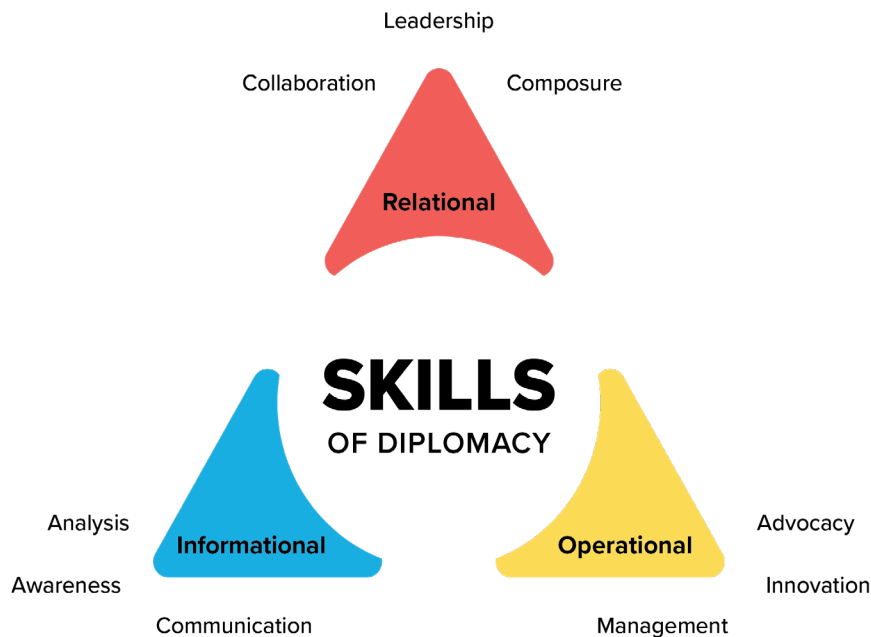 Leadership
Collaboration
Composure
Relational
SKILLS
OF DIPLOMACY
Analysis
Informational
Awareness
Communication
Operational
Advocacy
Innovation
Management